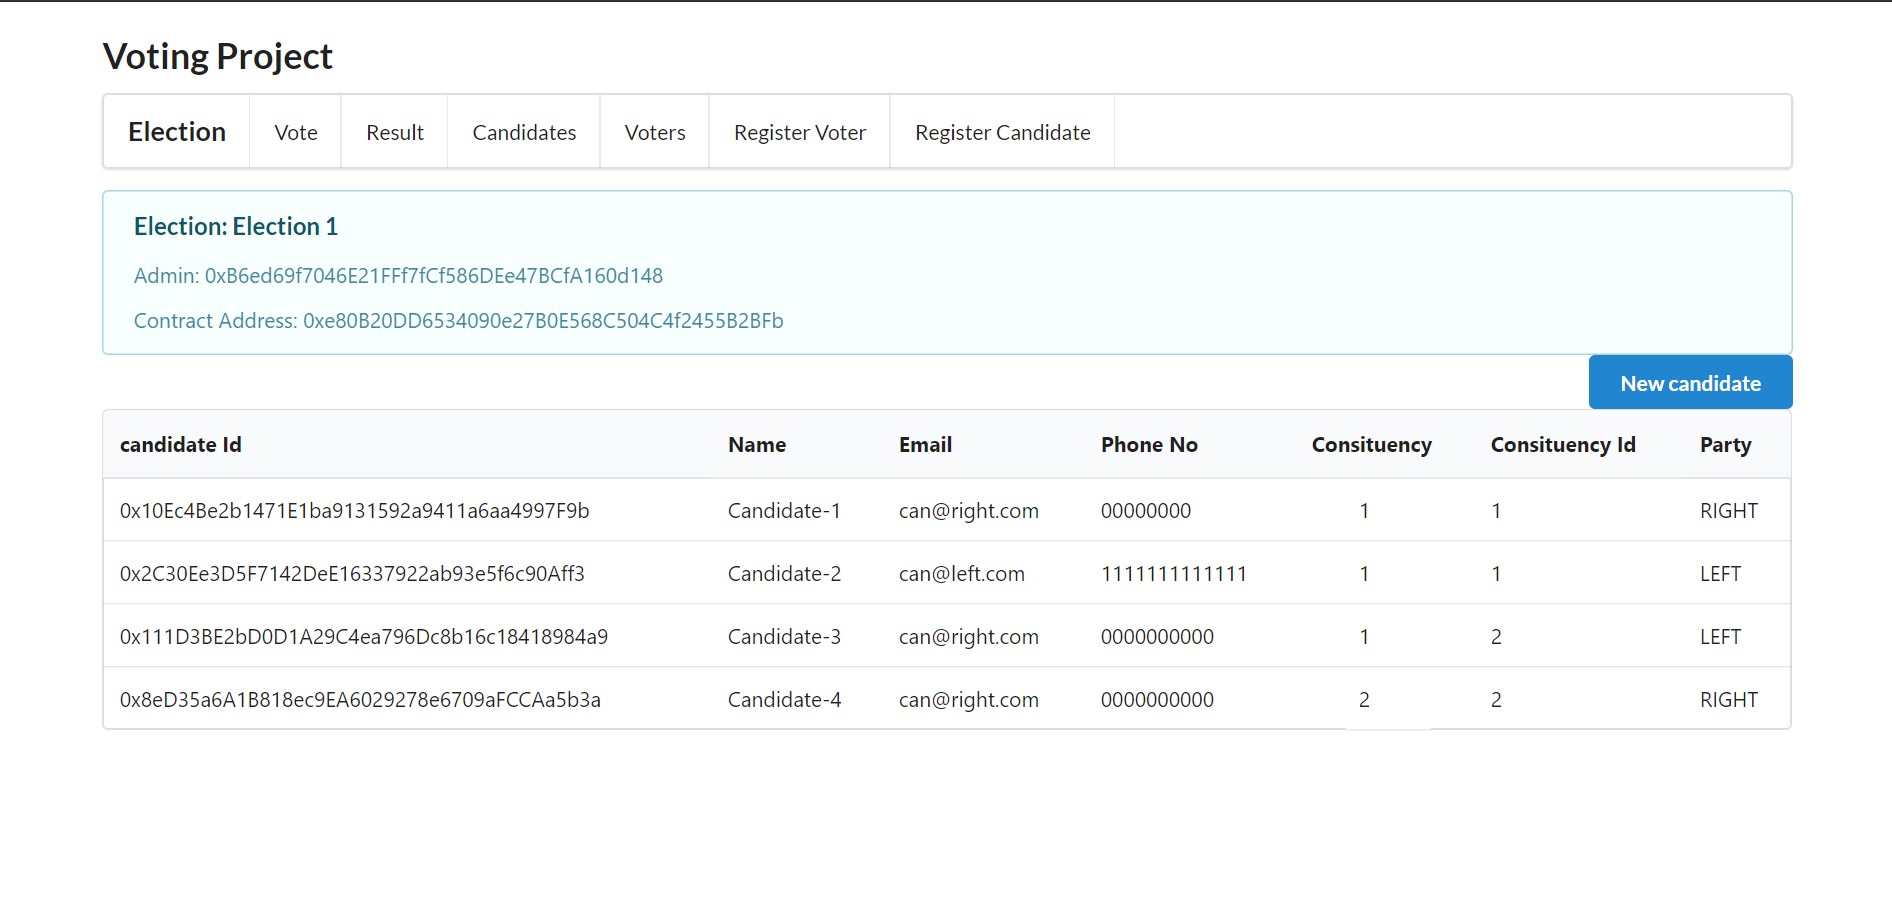 Voting Project
Election Vote Result Candidates Voters Register Voter Register Candidate
Election: Election 1
Admin: 0xB6ed69f7046E21FFf7fCf586DEe47BCfA160d148
Contract Address: 0xe80B20DD6534090e27B0E568C504C4f2455B2BFb
New candidate
candidate Id Name Email Phone No Consituency Consituency Id Party
0x10Ec4Be2b1471E1ba9131592a9411a6aa4997F9b Candidate-1 can@right.com 00000000 1 1 RIGHT
0x2C30Ee3D5F7142DeE16337922ab93e5f6c90Aff3 Candidate-2 can@left.com 1111111111111 1 1 LEFT
0x111D3BE2bD0D1A29C4ea796Dc8b16c18418984a9 Candidate-3 can@right.com 0000000000 1 2 LEFT
0x8eD35a6A1B818ec9EA6029278e6709aFCCAa5b3a Candidate-4 can@right.com 0000000000 2 2 RIGHT